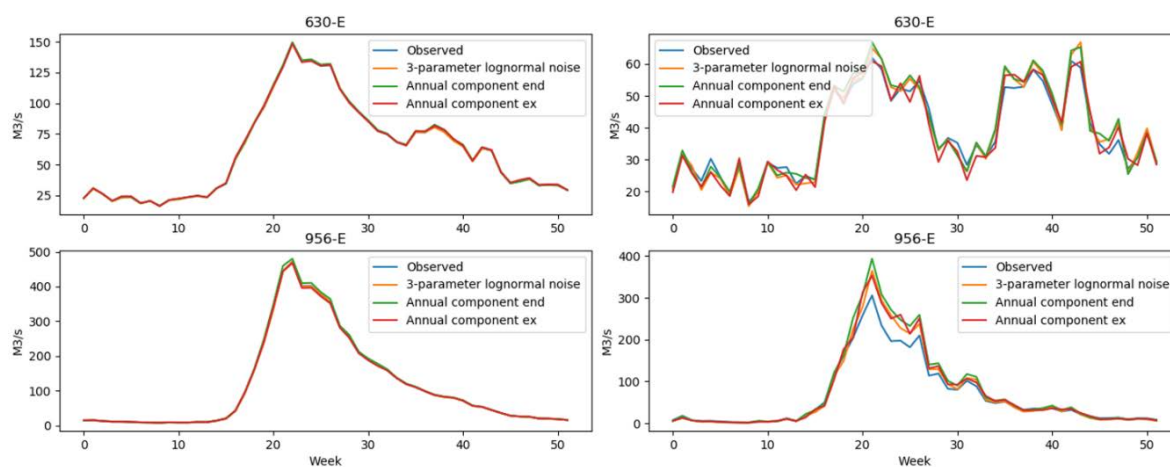 630-E
M3/s
150
125
100
75
50
25
0 10 20 30 40 50
Observed
3-parameter lognormal noise
Annual component end
Annual component ex
630-E
M3/s
60
50
40
30
20
0 10 20 30 40 50
Observed
3-parameter lognormal noise
Annual component end
Annual component ex
956-E
M3/s
500
400
300
200
100
0
0 10 20 30 40 50
Week
Observed
3-parameter lognormal noise
Annual component end
Annual component ex
956-E
M3/s
400
300
200
100
0
0 10 20 30 40 50
Week
Observed
3-parameter lognormal noise
Annual component end
Annual component ex